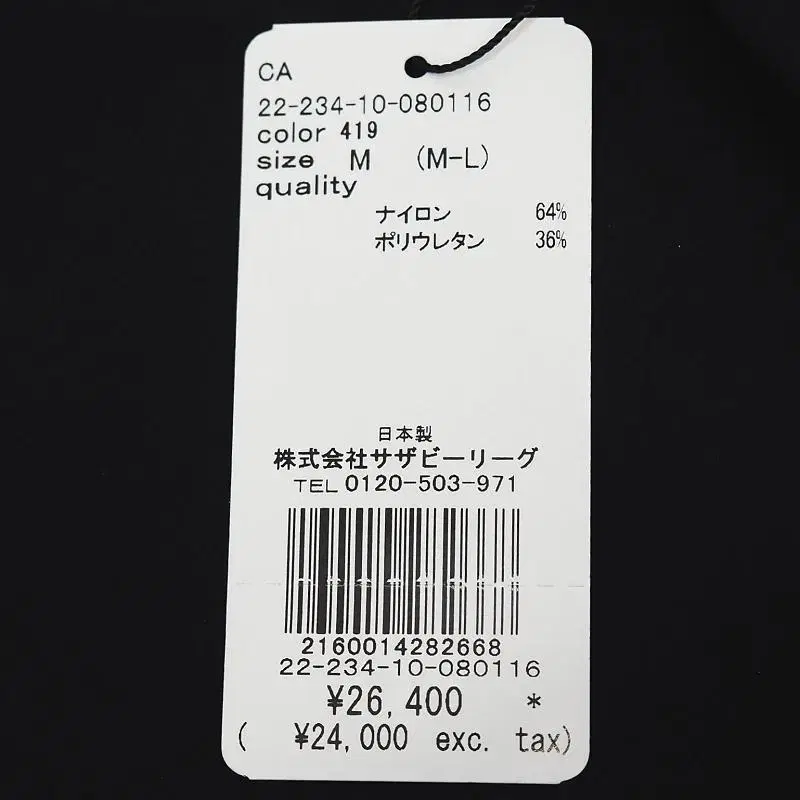 CA
22-234-10-080116
color 419
size M (M-L)
quality
ナイロン 64%
ポリウレタン 36%
日本製
株式会社サザビーリーグ
TEL 0120-503-971
2160014282668
22-234-10-080116
¥26,400 *
( ¥24,000 exc. tax)